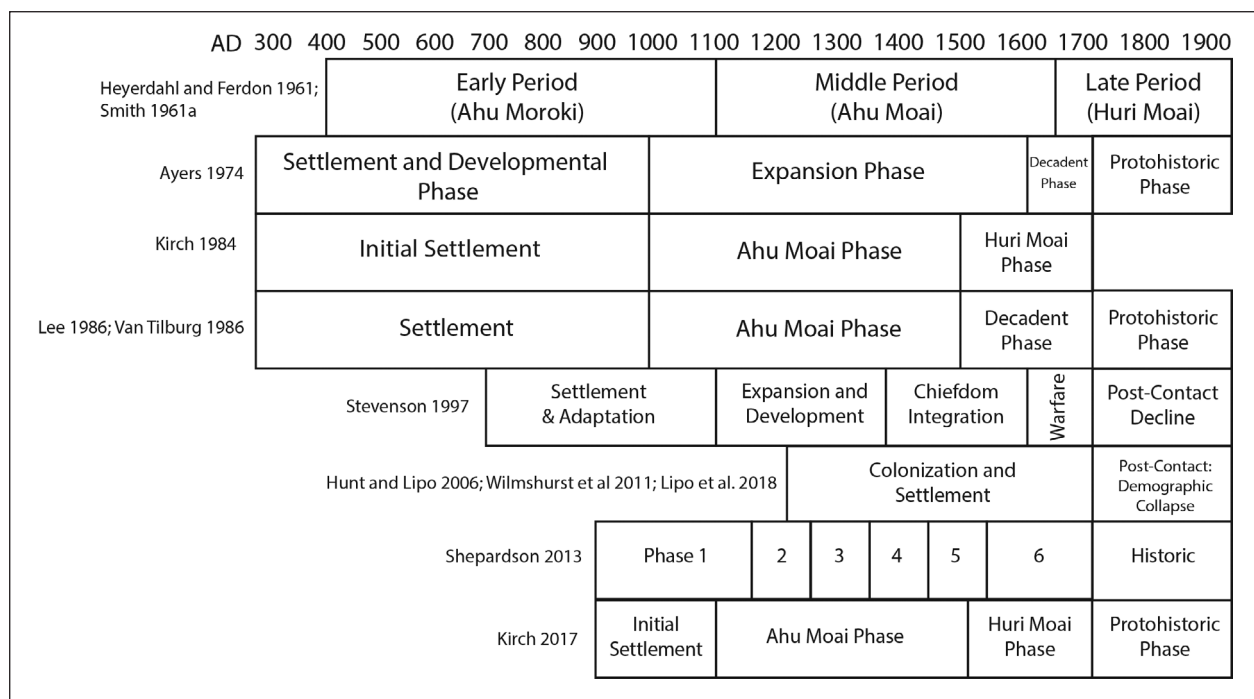 AD 300 400 500 600 700 800 900 1000 1100 1200 1300 1400 1500 1600 1700 1800 1900
Heyerdahl and Ferdon 1961;
Smith 1961a
Early Period
(Ahu Moroki)
Middle Period
(Ahu Moai)
Late Period
(Huri Moai)
Ayers 1974
Settlement and Developmental
Phase
Expansion Phase
Decadent
Phase
Protohistoric
Phase
Kirch 1984
Initial Settlement
Ahu Moai Phase
Huri Moai
Phase
Lee 1986; Van Tilburg 1986
Settlement
Ahu Moai Phase
Decadent
Phase
Protohistoric
Phase
Stevenson 1997
Settlement
& Adaptation
Expansion and
Development
Chiefdom
Integration
Warfare
Post-Contact
Decline
Hunt and Lipo 2006; Wilmshurst et al 2011; Lipo et al. 2018
Colonization and
Settlement
Post-Contact:
Demographic
Collapse
Shepardson 2013
Phase 1
2
3
4
5
6
Historic
Kirch 2017
Initial
Settlement
Ahu Moai Phase
Huri Moai
Phase
Protohistoric
Phase